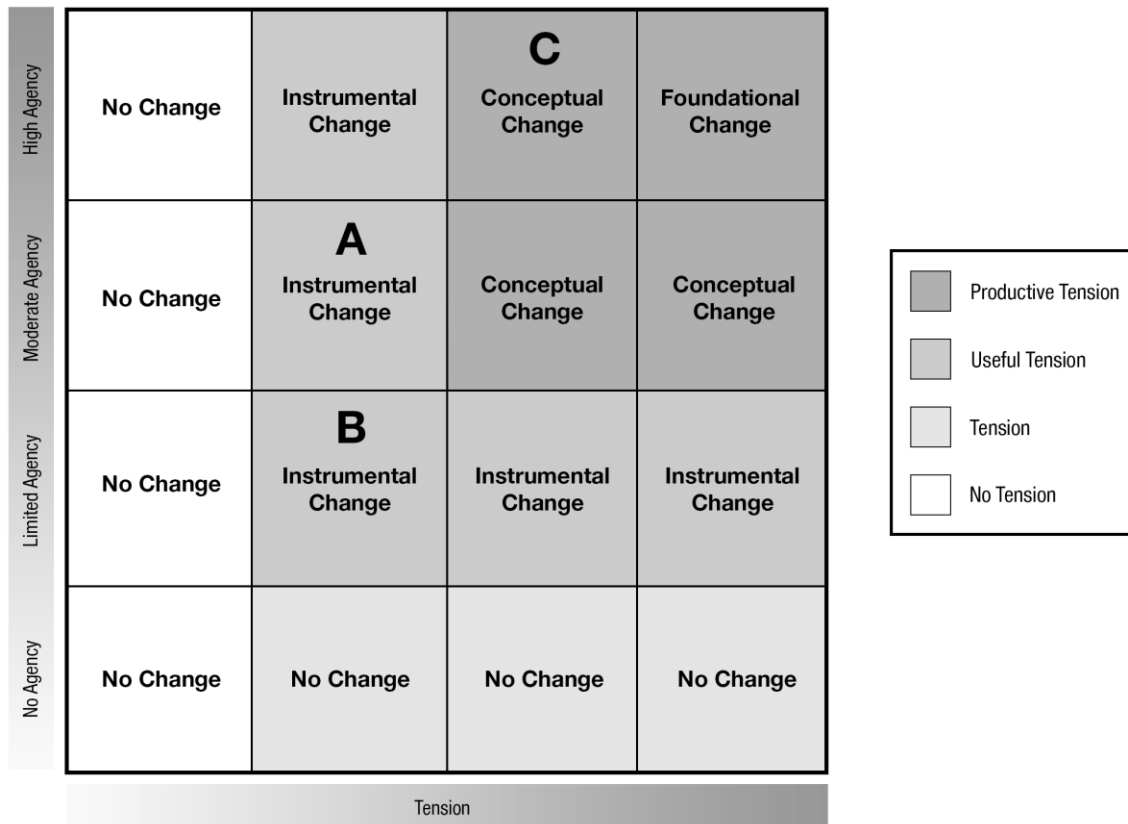 High Agency
No Change
Instrumental
Change
C
Conceptual
Change
Foundational
Change
Moderate Agency
No Change
A
Instrumental
Change
Conceptual
Change
Conceptual
Change
Limited Agency
No Change
B
Instrumental
Change
Instrumental
Change
Instrumental
Change
No Agency
No Change
No Change
No Change
No Change
Tension
Productive Tension
Useful Tension
Tension
No Tension